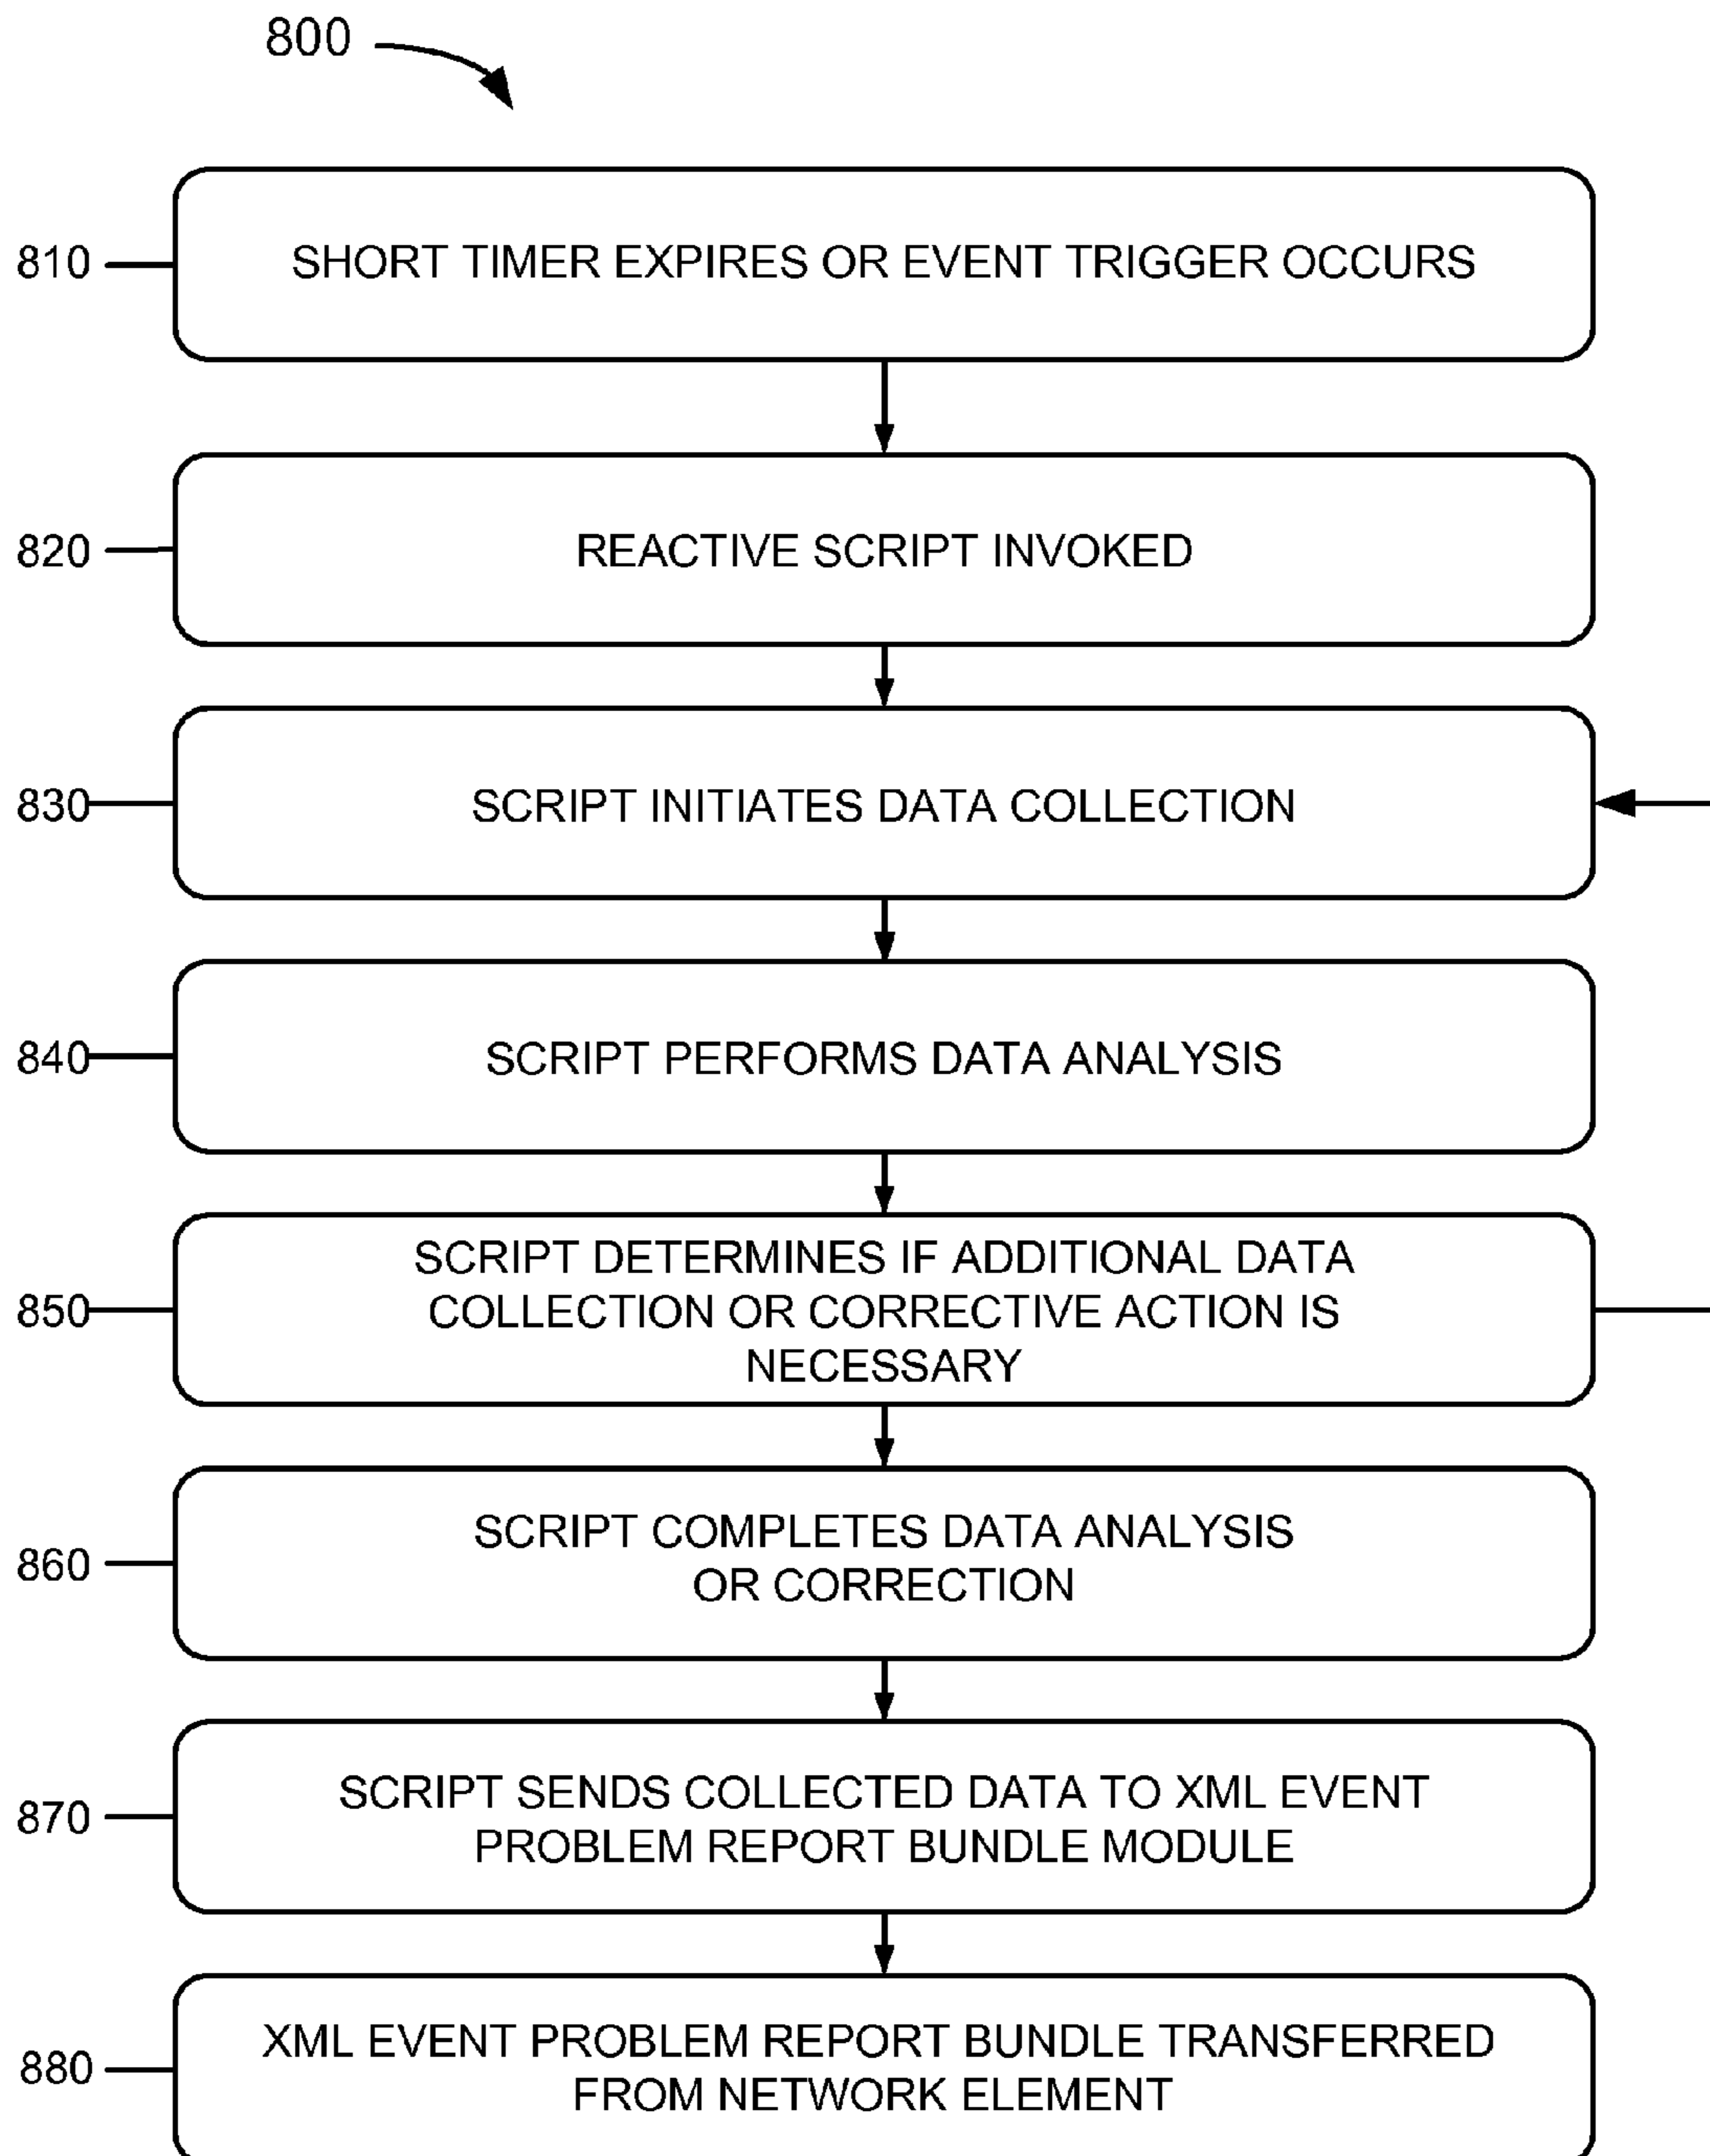 800
810
SHORT TIMER EXPIRES OR EVENT TRIGGER OCCURS
820
REACTIVE SCRIPT INVOKED
830
SCRIPT INITIATES DATA COLLECTION
840
SCRIPT PERFORMS DATA ANALYSIS
850
SCRIPT DETERMINES IF ADDITIONAL DATA
COLLECTION OR CORRECTIVE ACTION IS
NECESSARY
860
SCRIPT COMPLETES DATA ANALYSIS
OR CORRECTION
870
SCRIPT SENDS COLLECTED DATA TO XML EVENT
PROBLEM REPORT BUNDLE MODULE
880
XML EVENT PROBLEM REPORT BUNDLE TRANSFERRED
FROM NETWORK ELEMENT